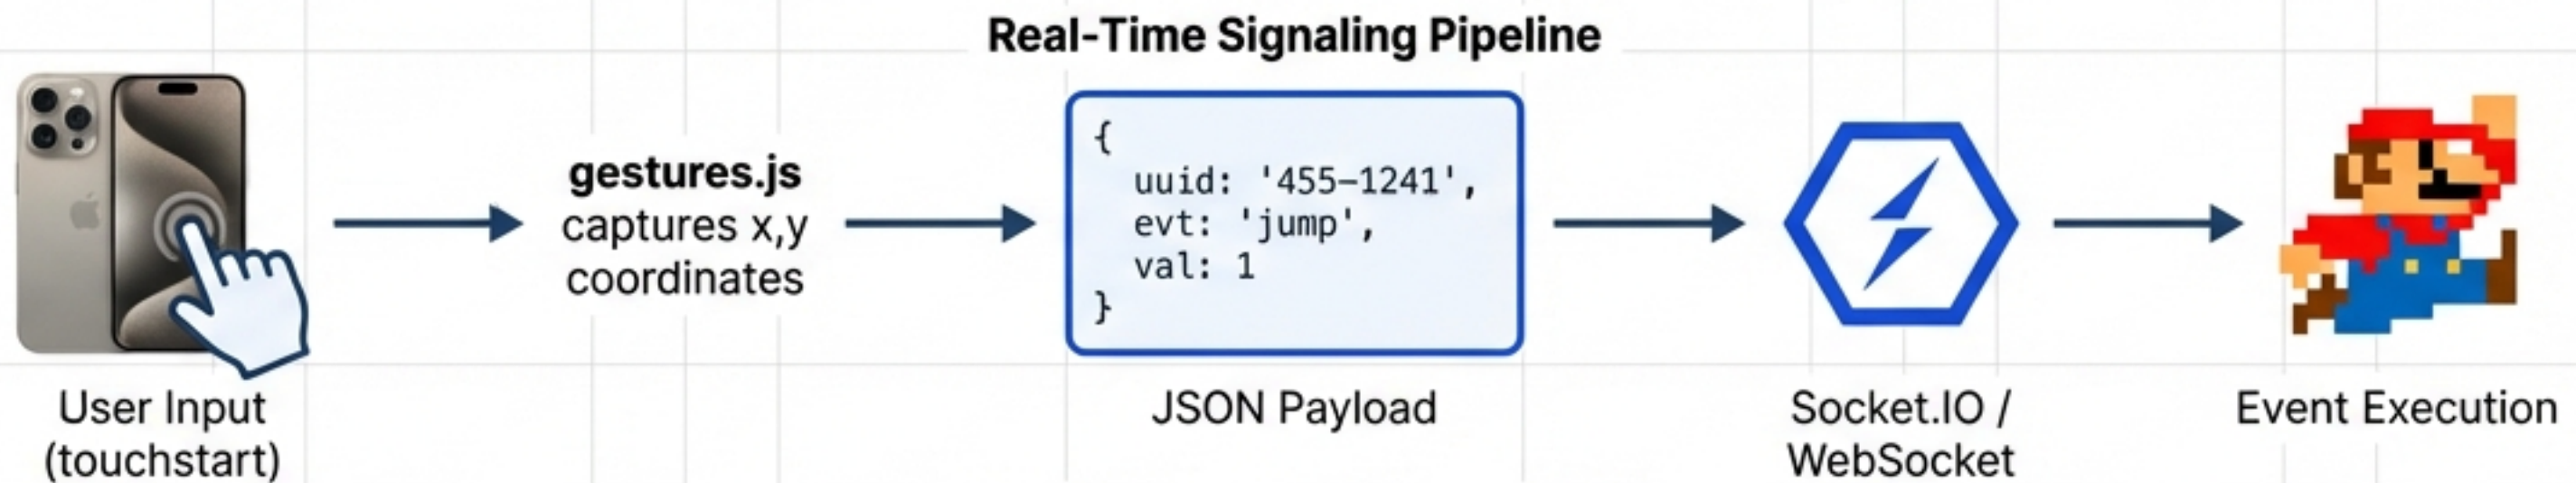 Real-Time Signaling Pipeline
User Input
(touchstart)
gestures.js
captures x,y
coordinates
{
uuid: '455–1241',
evt: 'jump',
val: 1
}
JSON Payload
Socket.IO /
WebSocket
Event Execution